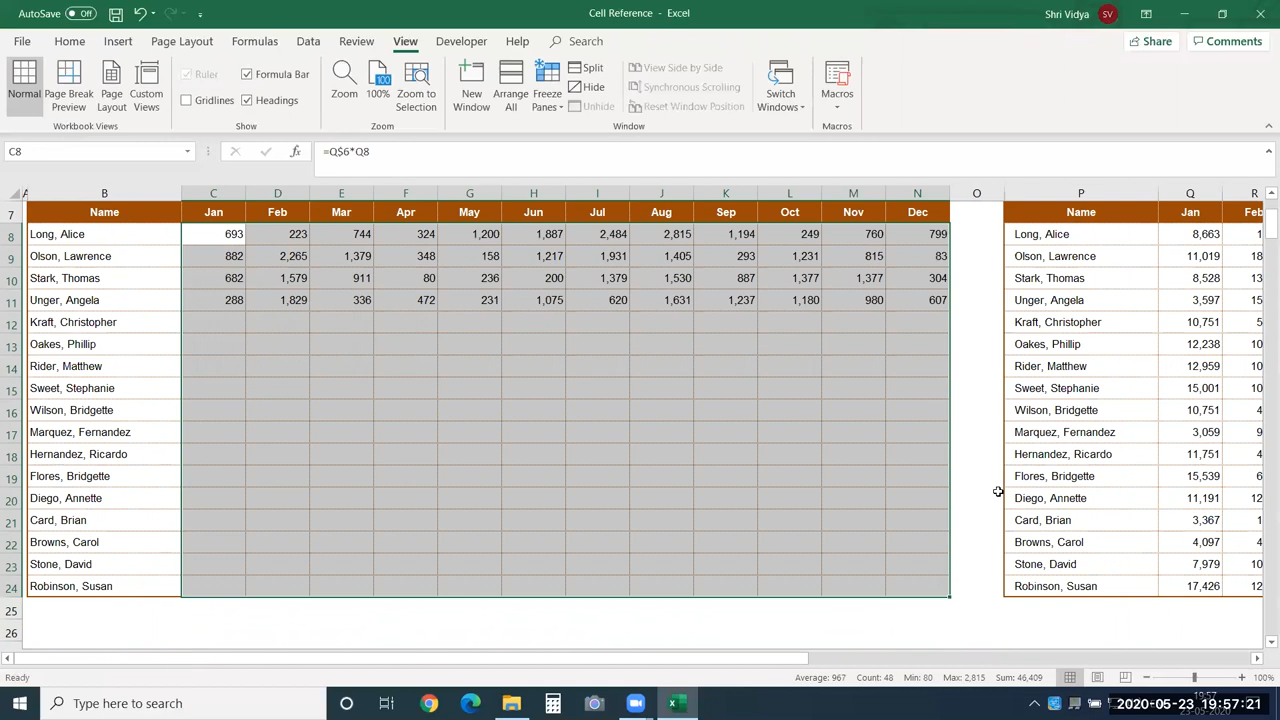 AutoSave Off Cell Reference - Excel Shri Vidya SV
File Home Insert Page Layout Formulas Data Review View Developer Help Search Share Comments
Normal Page Break Preview Page Layout Custom Views Ruler Formula Bar Gridlines Headings Zoom 100 100% Zoom to Selection New Window Arrange All Freeze Panes Split Hide Unhide View Side by Side Synchronous Scrolling Reset Window Position Switch Windows Macros
Workbook Views Show Zoom Window Macros
C8 fx =Q$6*Q8
A B C D E F G H I J K L M N O P Q R
7 Name Jan Feb Mar Apr May Jun Jul Aug Sep Oct Nov Dec Name Jan Feb
8 Long, Alice 693 223 744 324 1,200 1,887 2,484 2,815 1,194 249 760 799 Long, Alice 8,663 1
9 Olson, Lawrence 882 2,265 1,379 348 158 1,217 1,931 1,405 293 1,231 815 83 Olson, Lawrence 11,019 18
10 Stark, Thomas 682 1,579 911 80 236 200 1,379 1,530 887 1,377 1,377 304 Stark, Thomas 8,528 13
11 Unger, Angela 288 1,829 336 472 231 1,075 620 1,631 1,237 1,180 980 607 Unger, Angela 3,597 15
12 Kraft, Christopher Kraft, Christopher 10,751 5
13 Oakes, Phillip Oakes, Phillip 12,238 10
14 Rider, Matthew Rider, Matthew 12,959 10
15 Sweet, Stephanie Sweet, Stephanie 15,001 10
16 Wilson, Bridgette Wilson, Bridgette 10,751 4
17 Marquez, Fernandez Marquez, Fernandez 3,059 9
18 Hernandez, Ricardo Hernandez, Ricardo 11,751 4
19 Flores, Bridgette Flores, Bridgette 15,539 6
20 Diego, Annette Diego, Annette 11,191 12
21 Card, Brian Card, Brian 3,367 1
22 Browns, Carol Browns, Carol 4,097 4
23 Stone, David Stone, David 7,979 10
24 Robinson, Susan Robinson, Susan 17,426 12
25
26
Ready Average: 967 Count: 48 Min: 80 Max: 2,815 Sum: 46,409 100%
Type here to search 19:57
2020-05-23 19:57:21
23-05-2020